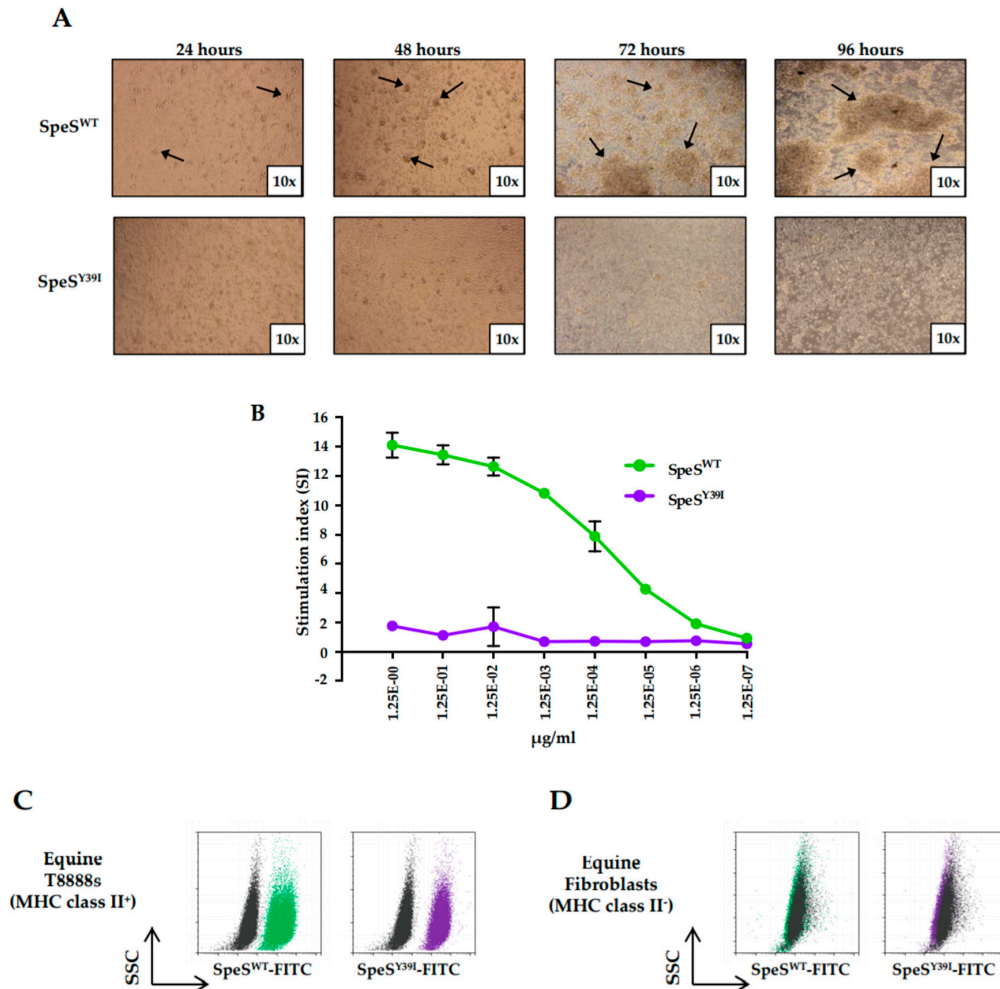 A
24 hours 48 hours 72 hours 96 hours
SpeS^WT
10x 10x 10x 10x
SpeS^Y39I
10x 10x 10x 10x
B
16
14
12
10
8
6
4
2
0
-2
Stimulation index (SI)
SpeS^WT
SpeS^Y39I
1.25E-00 1.25E-01 1.25E-02 1.25E-03 1.25E-04 1.25E-05 1.25E-06 1.25E-07
µg/ml
C
Equine
T8888s
(MHC class II⁺)
SSC
SpeS^WT-FITC SpeS^Y39I-FITC
D
Equine
Fibroblasts
(MHC class II⁻)
SSC
SpeS^WT-FITC SpeS^Y39I-FITC